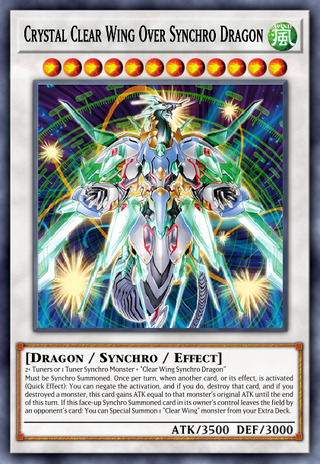 Crystal Clear Wing Over Synchro Dragon
WIND
風
[Dragon / Synchro / Effect]
2+ Tuners or 1 Tuner Synchro Monster + "Clear Wing Synchro Dragon"
Must be Synchro Summoned. Once per turn, when another card, or its effect, is activated
(Quick Effect): You can negate the activation, and if you do, destroy that card, and if you
destroyed a monster, this card gains ATK equal to that monster's original ATK until the end
of this turn. If this face-up Synchro Summoned card in its owner's control leaves the field by
an opponent's card: You can Special Summon 1 "Clear Wing" monster from your Extra Deck.
ATK/3500 DEF/3000